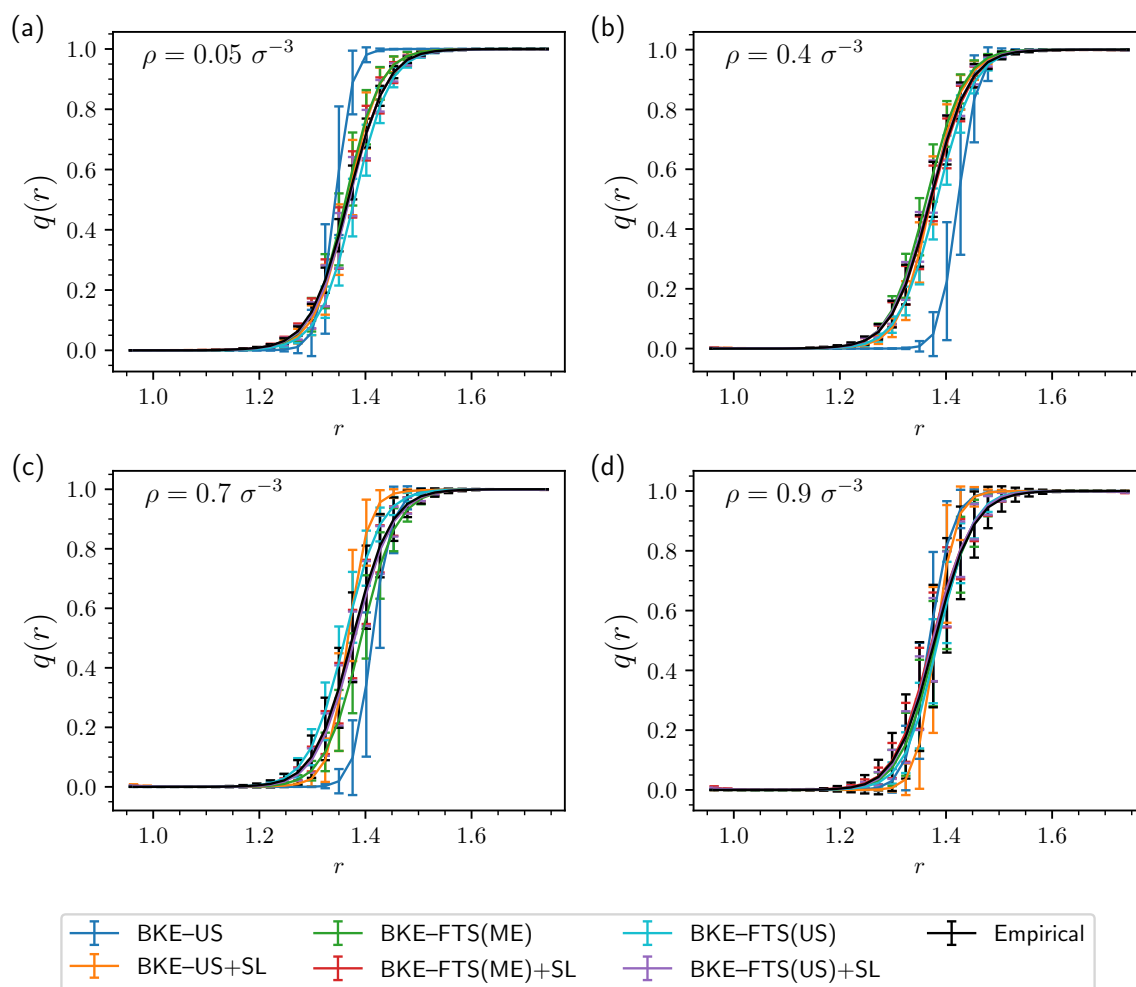 (a)
ρ = 0.05 σ⁻³
1.0
0.8
0.6
0.4
0.2
0.0
q(r)
1.0 1.2 1.4 1.6
r
(b)
ρ = 0.4 σ⁻³
1.0
0.8
0.6
0.4
0.2
0.0
q(r)
1.0 1.2 1.4 1.6
r
(c)
ρ = 0.7 σ⁻³
1.0
0.8
0.6
0.4
0.2
0.0
q(r)
1.0 1.2 1.4 1.6
r
(d)
ρ = 0.9 σ⁻³
1.0
0.8
0.6
0.4
0.2
0.0
q(r)
1.0 1.2 1.4 1.6
r
BKE–US BKE–FTS(ME) BKE–FTS(US) Empirical
BKE–US+SL BKE–FTS(ME)+SL BKE–FTS(US)+SL